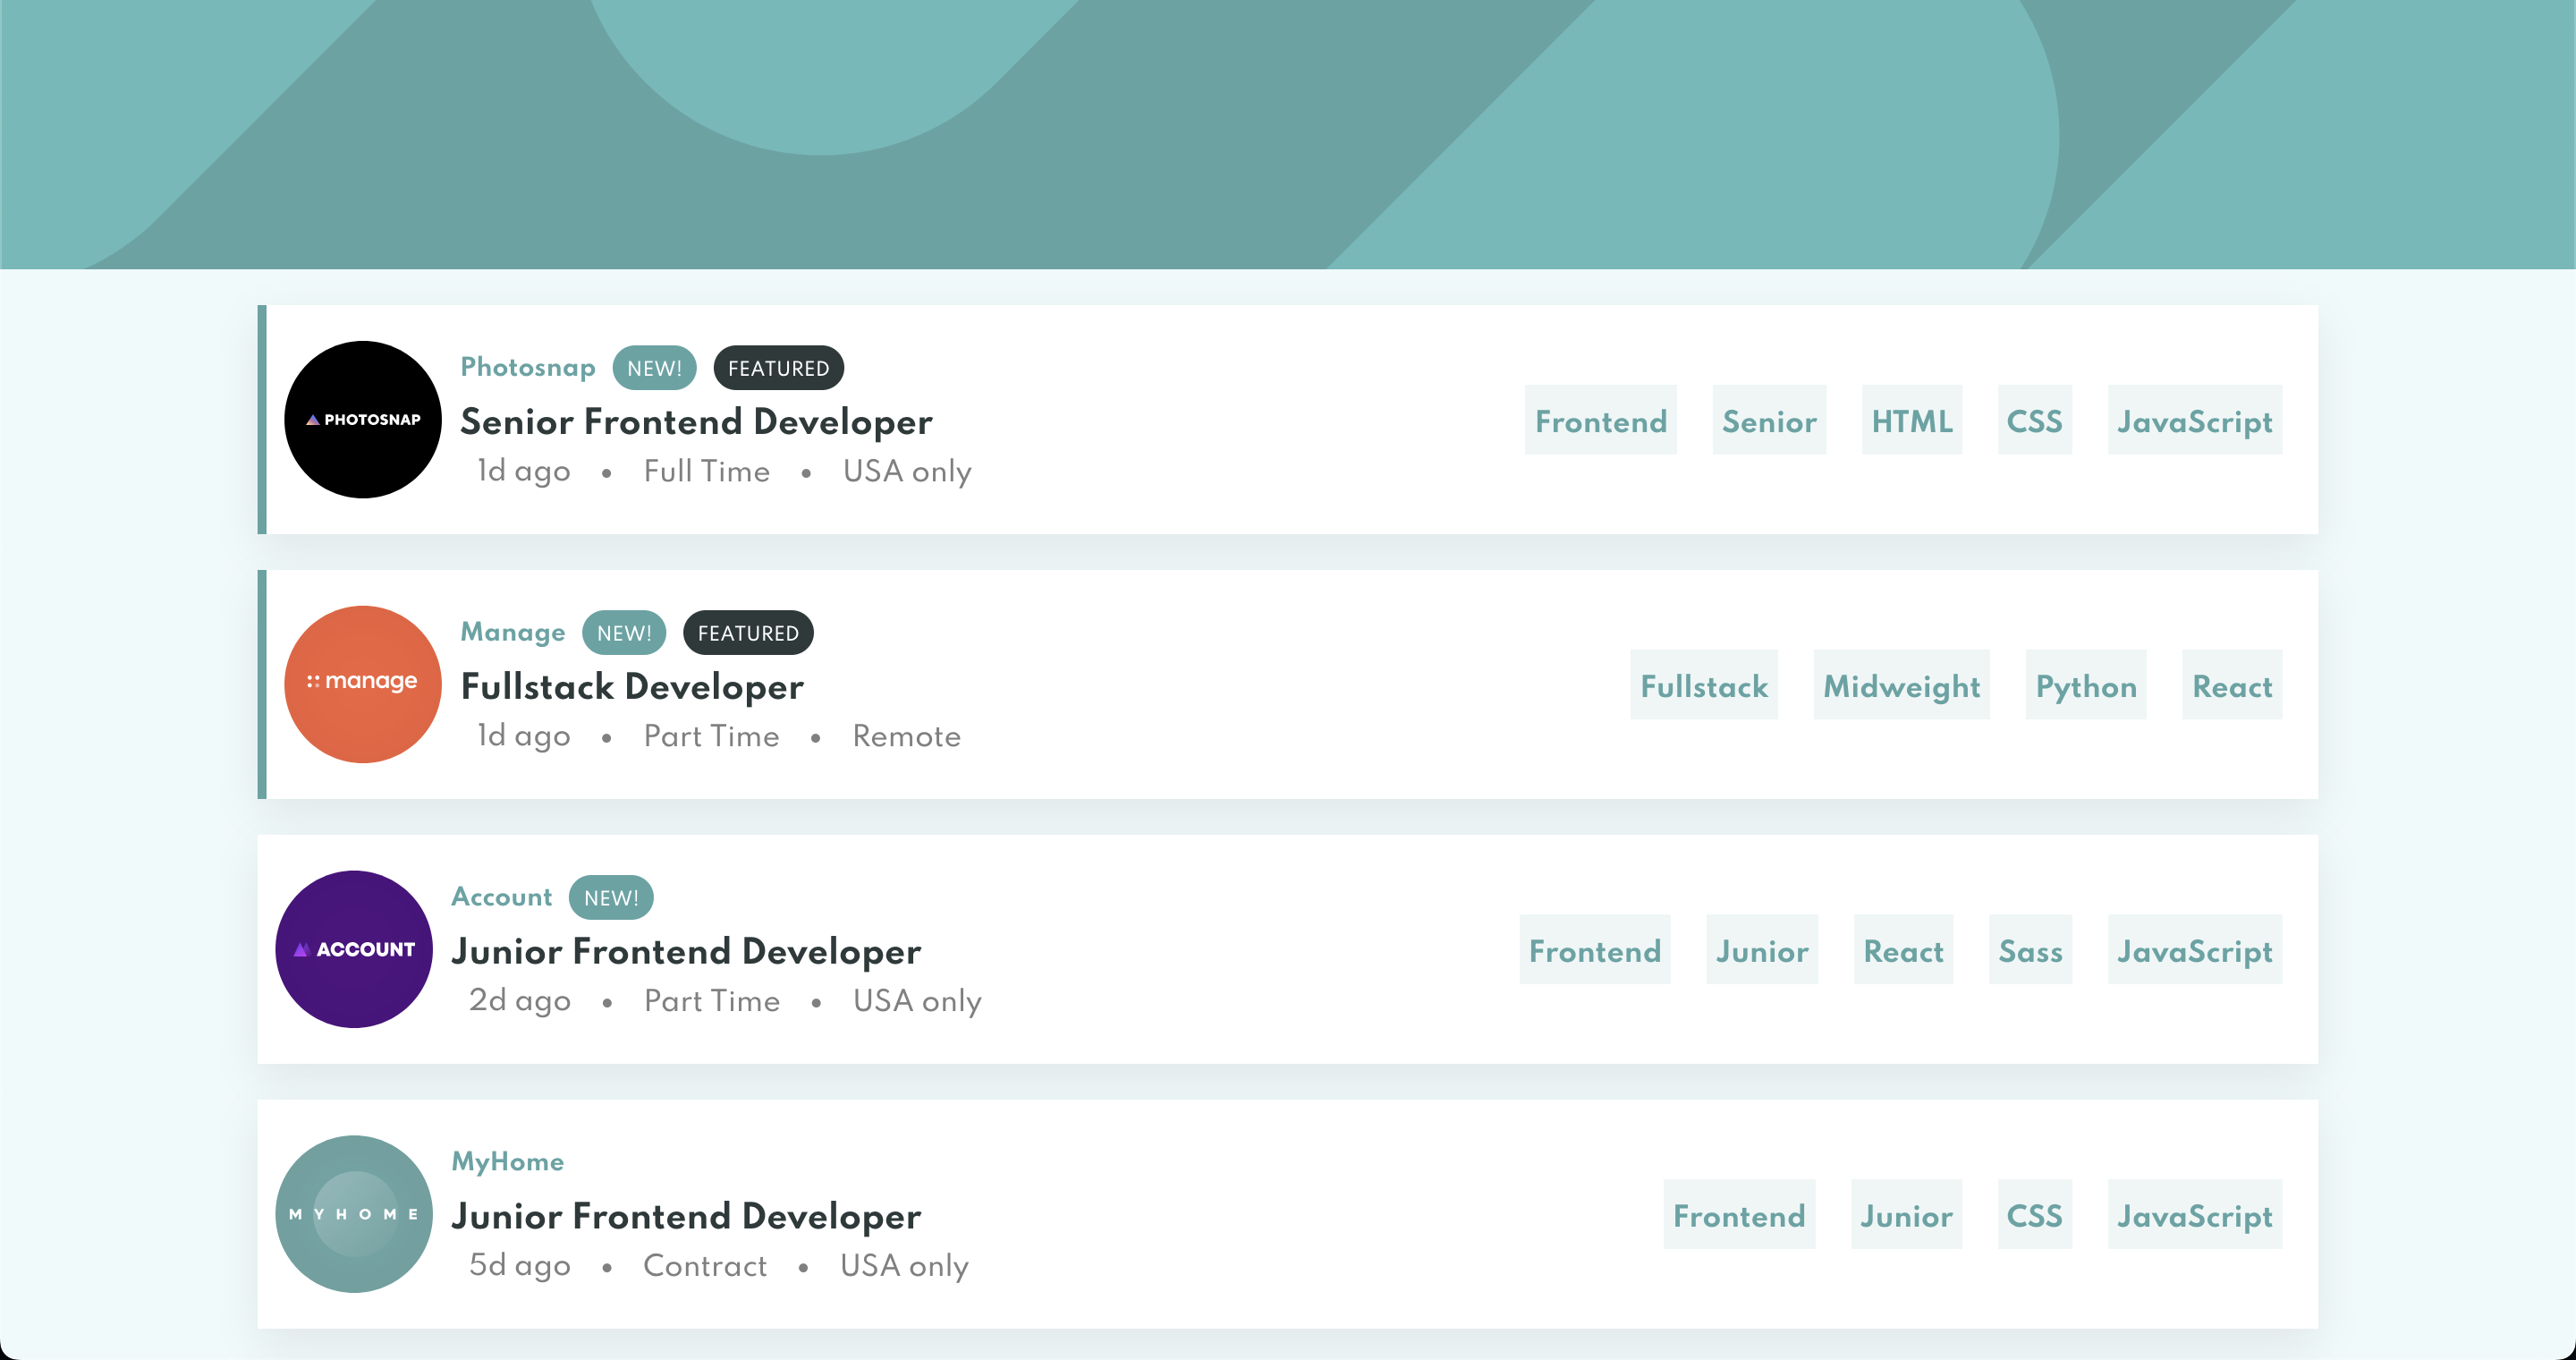 PHOTOSNAP
Photosnap NEW! FEATURED
Senior Frontend Developer
1d ago • Full Time • USA only
Frontend Senior HTML CSS JavaScript
manage
Manage NEW! FEATURED
Fullstack Developer
1d ago • Part Time • Remote
Fullstack Midweight Python React
ACCOUNT
Account NEW!
Junior Frontend Developer
2d ago • Part Time • USA only
Frontend Junior React Sass JavaScript
MYHOME
MyHome
Junior Frontend Developer
5d ago • Contract • USA only
Frontend Junior CSS JavaScript